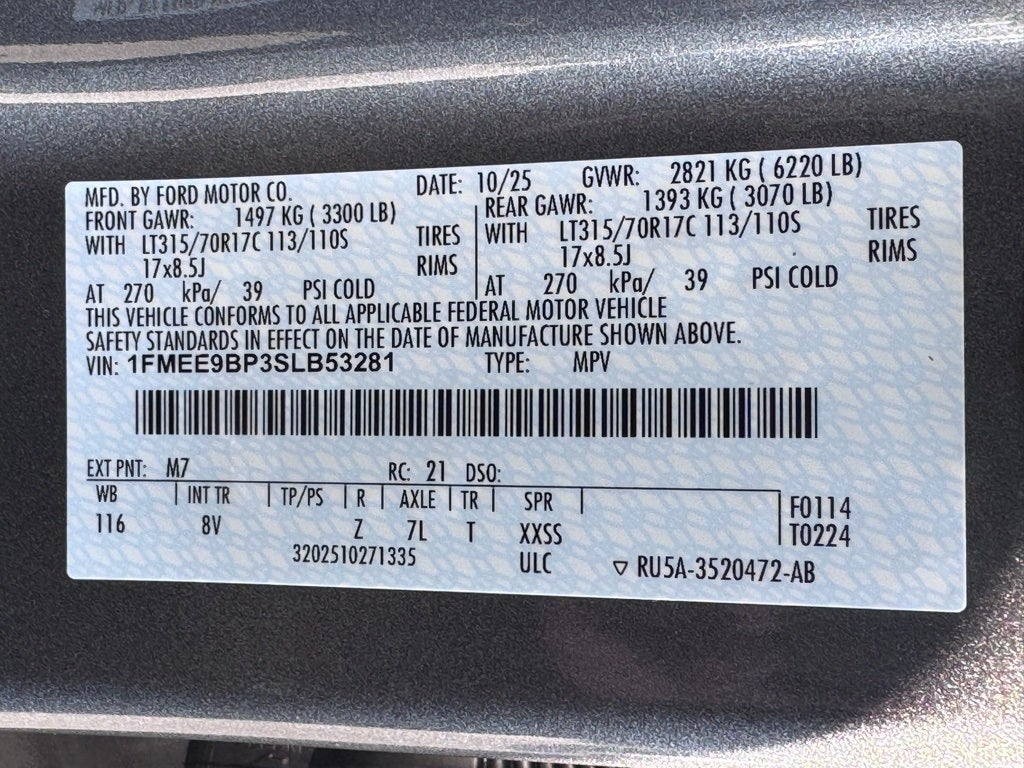 MFD. BY FORD MOTOR CO. DATE: 10/25 GVWR: 2821 KG ( 6220 LB)
FRONT GAWR: 1497 KG ( 3300 LB) REAR GAWR: 1393 KG ( 3070 LB)
WITH LT315/70R17C 113/110S TIRES WITH LT315/70R17C 113/110S TIRES
17x8.5J RIMS 17x8.5J RIMS
AT 270 kPa/ 39 PSI COLD AT 270 kPa/ 39 PSI COLD
THIS VEHICLE CONFORMS TO ALL APPLICABLE FEDERAL MOTOR VEHICLE
SAFETY STANDARDS IN EFFECT ON THE DATE OF MANUFACTURE SHOWN ABOVE.
VIN: 1FMEE9BP3SLB53281 TYPE: MPV
EXT PNT: M7 RC: 21 DSO:
WB INT TR TP/PS R AXLE TR SPR F0114
116 8V Z 7L T XXSS T0224
3202510271335 ULC ▽ RU5A-3520472-AB